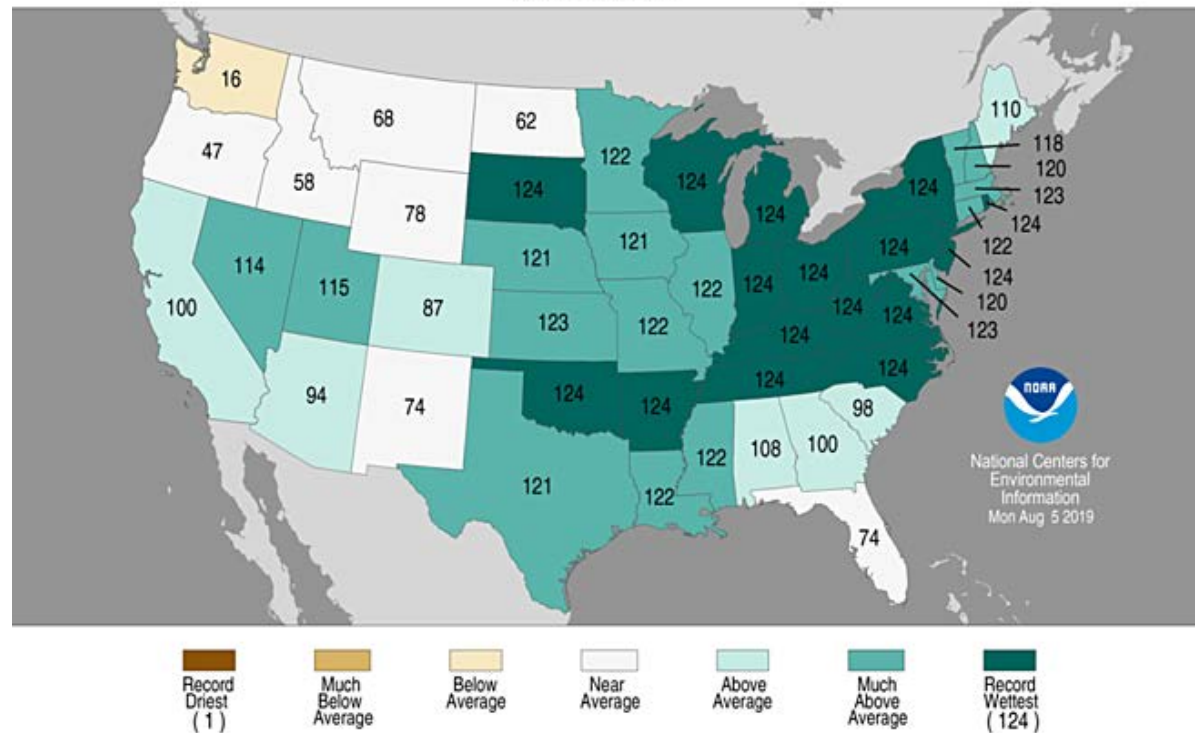 16
68
62
47
58
78
122
124
124
124
124
110
118
120
123
124
122
124
120
123
114
115
100
87
121
121
122
124
124
124
124
124
123
122
124
124
94
74
124
124
124
121
122
122
108
100
98
74
NOAA
National Centers for
Environmental
Information
Mon Aug 5 2019
Record
Driest
( 1 )
Much
Below
Average
Below
Average
Near
Average
Above
Average
Much
Above
Average
Record
Wettest
( 124 )